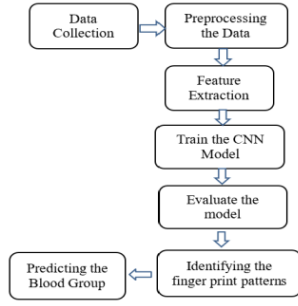 Data
Collection
Preprocessing
the Data
Feature
Extraction
Train the CNN
Model
Evaluate the
model
Identifying the
finger print patterns
Predicting the
Blood Group